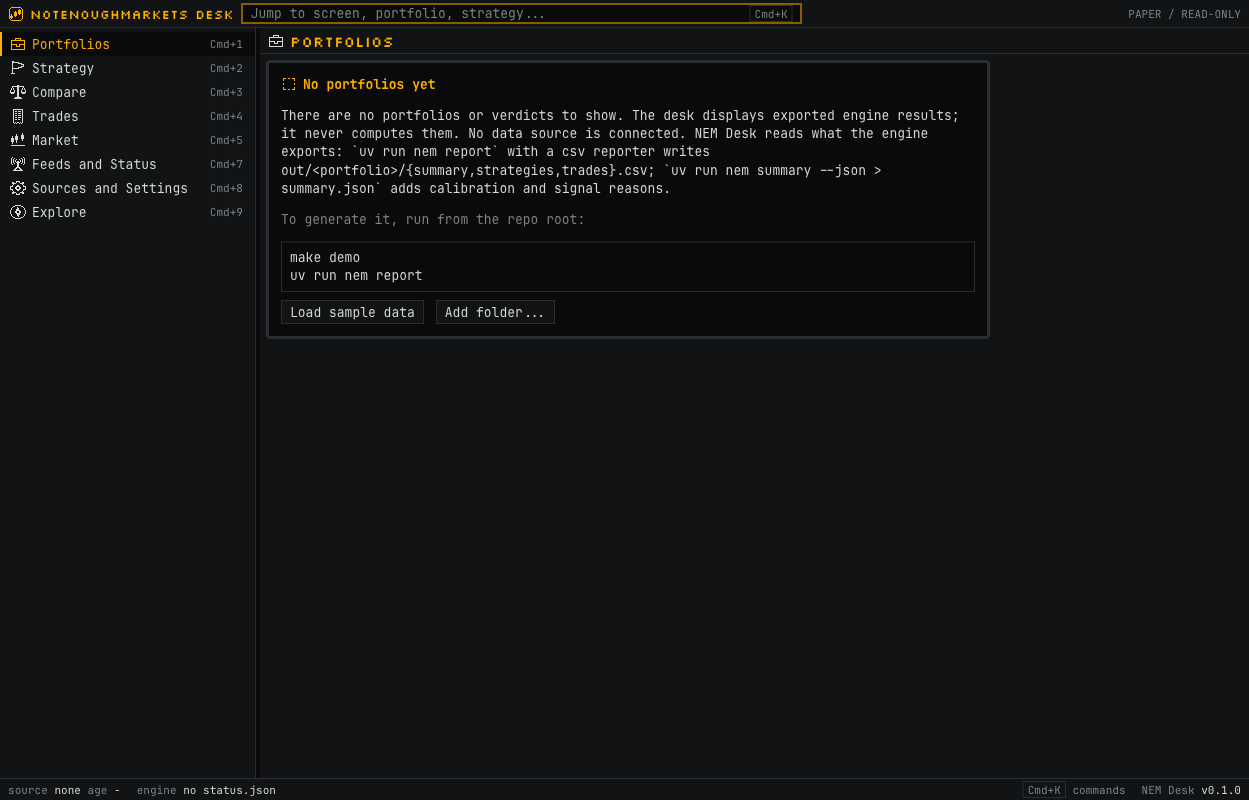 NOTENOUGHMARKETS DESK
Jump to screen, portfolio, strategy...
Cmd+K
PAPER / READ-ONLY
Portfolios Cmd+1
Strategy Cmd+2
Compare Cmd+3
Trades Cmd+4
Market Cmd+5
Feeds and Status Cmd+7
Sources and Settings Cmd+8
Explore Cmd+9
PORTFOLIOS
No portfolios yet
There are no portfolios or verdicts to show. The desk displays exported engine results;
it never computes them. No data source is connected. NEM Desk reads what the engine
exports: `uv run nem report` with a csv reporter writes
out/<portfolio>/{summary,strategies,trades}.csv; `uv run nem summary --json >
summary.json` adds calibration and signal reasons.
To generate it, run from the repo root:
make demo
uv run nem report
Load sample data
Add folder...
source none age - engine no status.json
Cmd+K commands NEM Desk v0.1.0